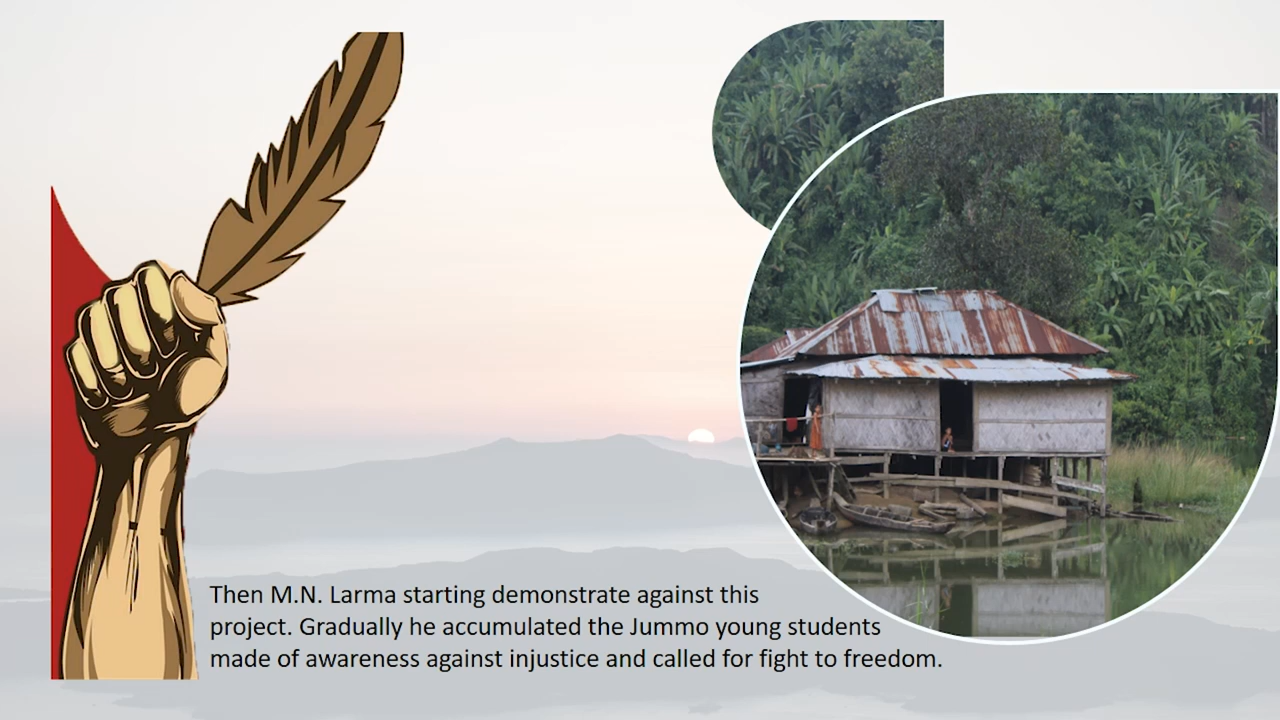 Then M.N. Larma starting demonstrate against this
project. Gradually he accumulated the Jummo young students
made of awareness against injustice and called for fight to freedom.